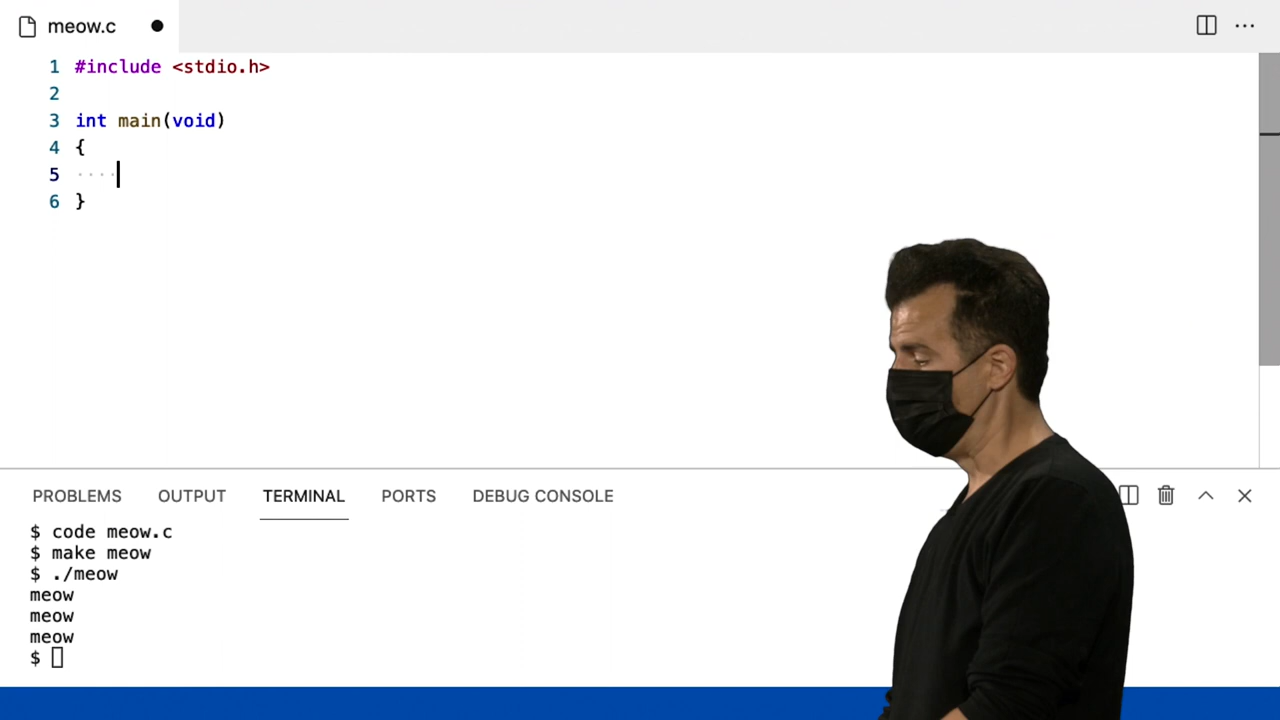 meow.c
1 #include <stdio.h>
2
3 int main(void)
4 {
5 ····
6 }
PROBLEMS OUTPUT TERMINAL PORTS DEBUG CONSOLE
$ code meow.c
$ make meow
$ ./meow
meow
meow
meow
$